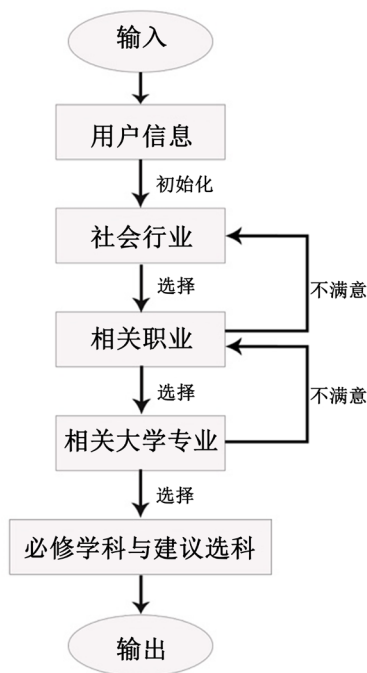 输入
用户信息
初始化
社会行业
选择
不满意
相关职业
选择
不满意
相关大学专业
选择
必修学科与建议选科
输出